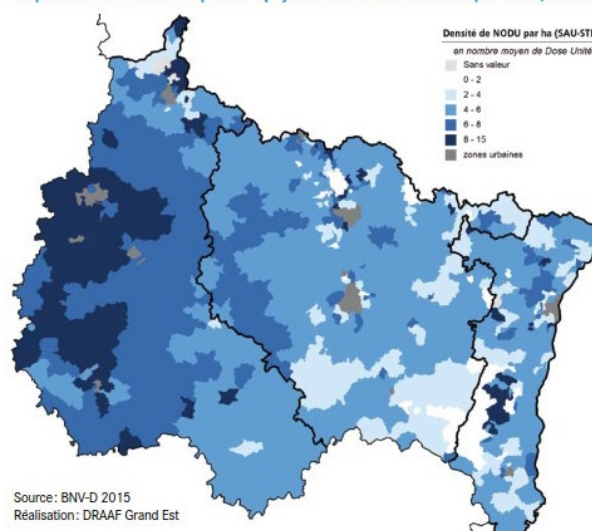 Densité de NODU par ha (SAU-STH
en nombre moyen de Dose Unité
Sans valeur
0 - 2
2 - 4
4 - 6
6 - 8
8 - 15
zones urbaines
Source: BNV-D 2015
Réalisation: DRAAF Grand Est